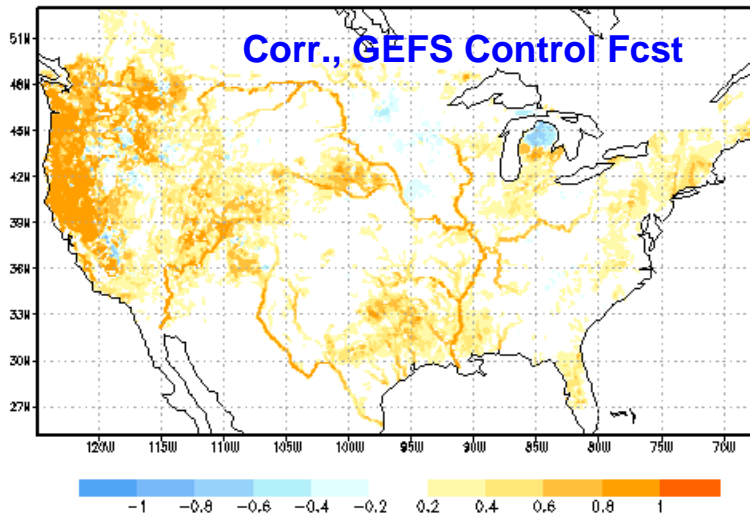 Corr., GEFS Control Fcst
51N
48N
45N
42N
39N
36N
33N
30N
27N
120W 115W 110W 105W 100W 95W 90W 85W 80W 75W 70W
-1 -0.8 -0.6 -0.4 -0.2 0.2 0.4 0.6 0.8 1